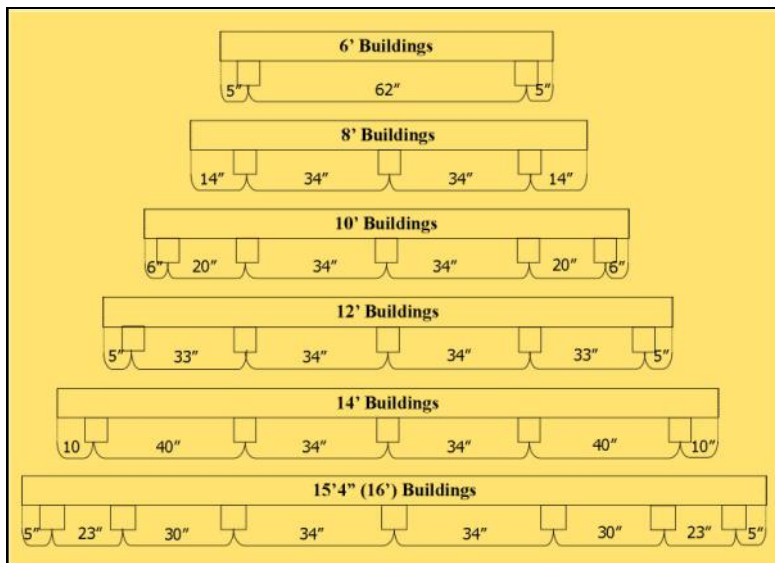 6’ Buildings
5” 62” 5”
8’ Buildings
14” 34” 34” 14”
10’ Buildings
6” 20” 34” 34” 20” 6”
12’ Buildings
5” 33” 34” 34” 33” 5”
14’ Buildings
10 40” 34” 34” 40” 10”
15’4” (16’) Buildings
5” 23” 30” 34” 34” 30” 23” 5”